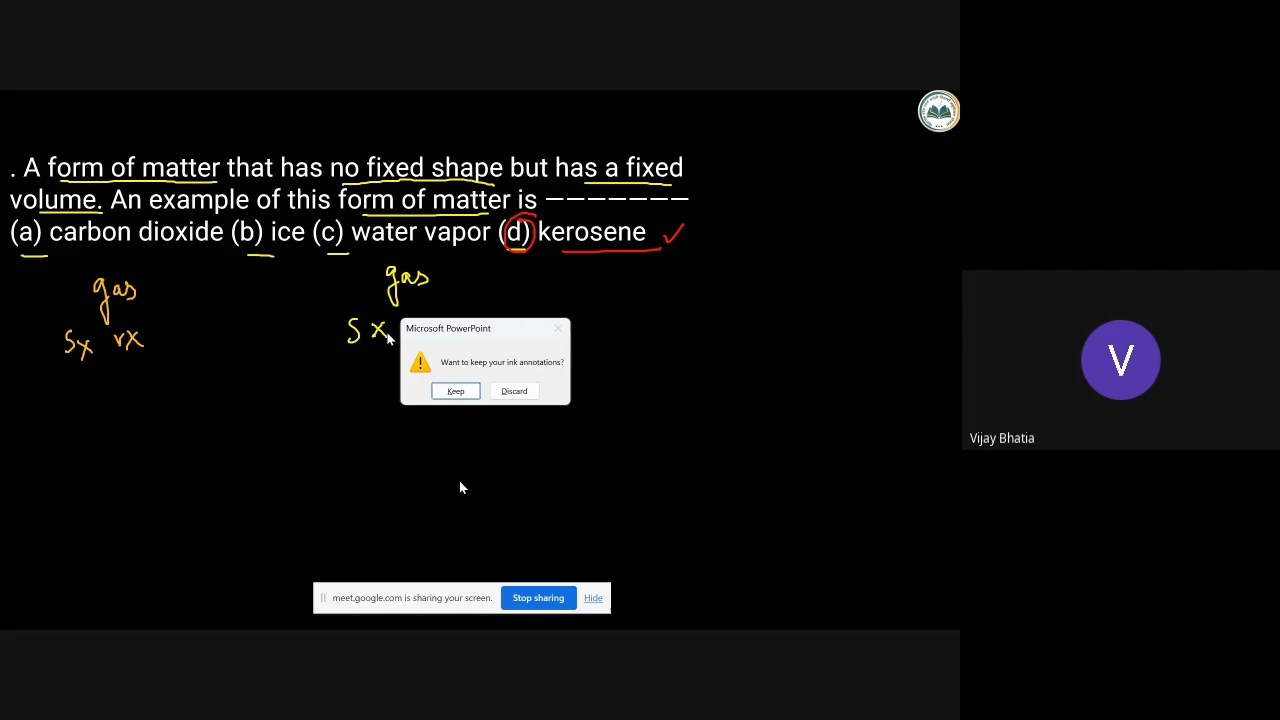 . A form of matter that has no fixed shape but has a fixed
volume. An example of this form of matter is −−−−−−−
(a) carbon dioxide (b) ice (c) water vapor (d) kerosene
gas
gas
Sx vx
S x
Microsoft PowerPoint
Want to keep your ink annotations?
Keep
Discard
V
Vijay Bhatia
meet.google.com is sharing your screen.
Stop sharing
Hide